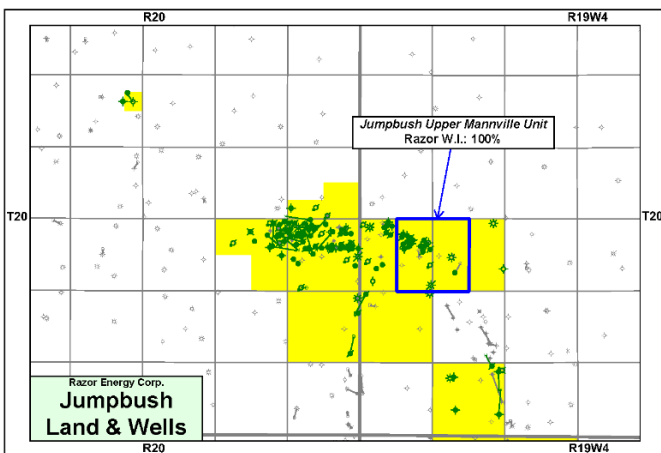 R20
R19W4
Jumpbush Upper Mannville Unit
Razor W.I.: 100%
T20
T20
Razor Energy Corp.
Jumpbush
Land & Wells
R20
R19W4